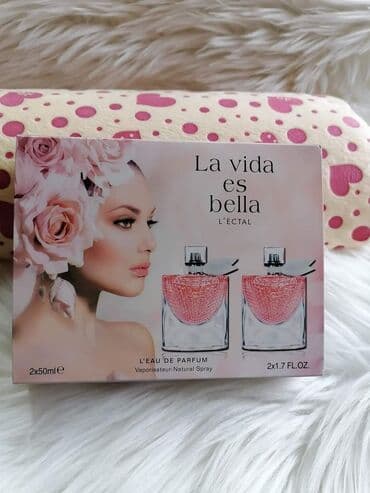 La vida
es
bella
L'ECTAL
L'EAU DE PARFUM
Vaporisateur Natural Spray
2x50ml℮
2x1.7 FL.OZ.